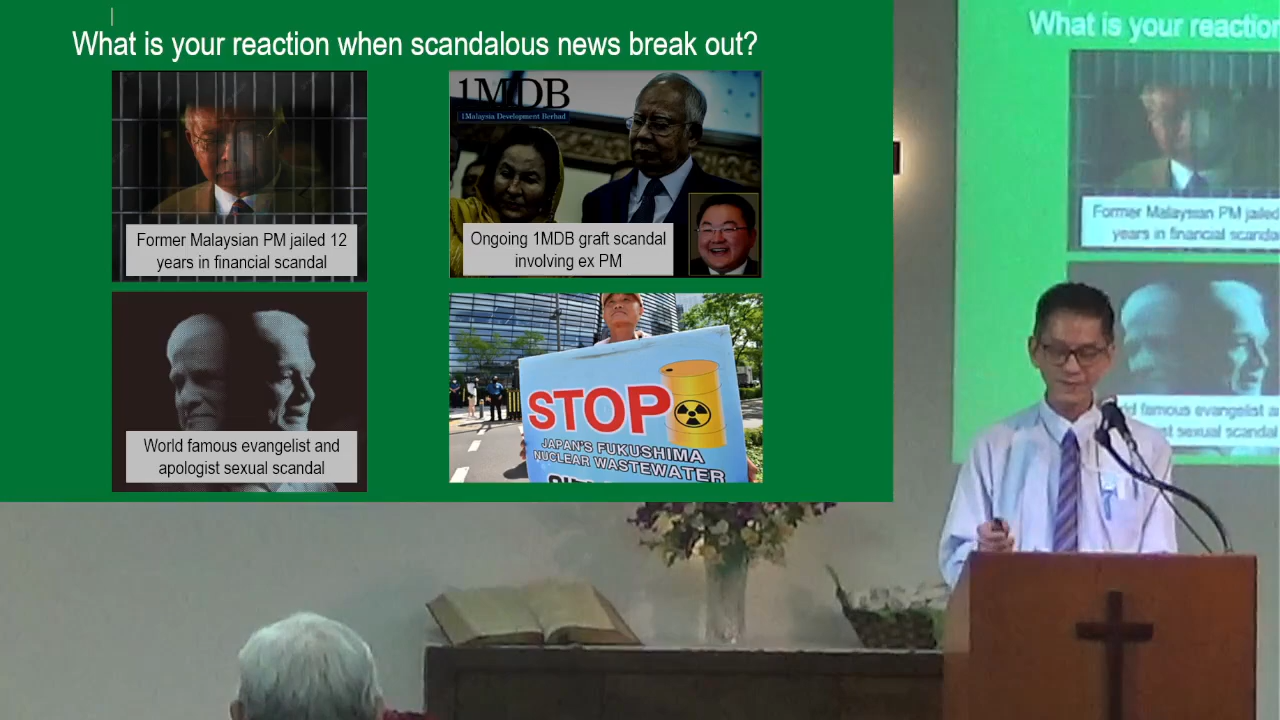 What is your reaction when scandalous news break out?
1MDB
1Malaysia Development Berhad
Former Malaysian PM jailed 12
years in financial scandal
Ongoing 1MDB graft scandal
involving ex PM
World famous evangelist and
apologist sexual scandal
STOP
JAPAN'S FUKUSHIMA
NUCLEAR WASTEWATER
What is your reaction
Former Malaysian PM jailed
years in financial scandal
famous evangelist a
st sexual scandal